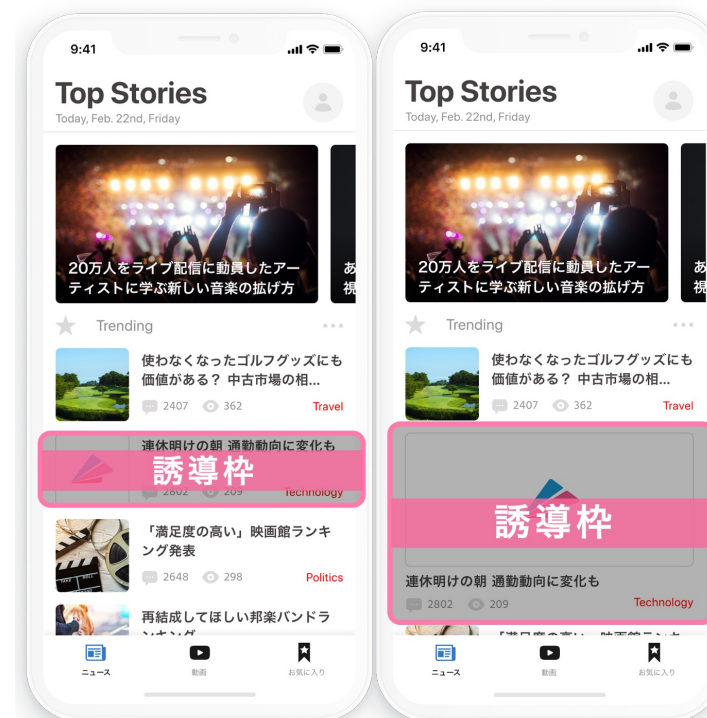 9:41
Top Stories
Today, Feb. 22nd, Friday
20万人をライブ配信に動員したアー
ティストに学ぶ新しい音楽の拡げ方
あ
視
Trending
使わなくなったゴルフグッズにも
価値がある？ 中古市場の相...
2407 362 Travel
連休明けの朝 通勤動向に変化も
誘導枠
2802 209 Technology
「満足度の高い」映画館ランキ
ング発表
2648 298 Politics
再結成してほしい邦楽バンドラ
ンキング
ニュース 動画 お気に入り
9:41
Top Stories
Today, Feb. 22nd, Friday
20万人をライブ配信に動員したアー
ティストに学ぶ新しい音楽の拡げ方
あ
視
Trending
使わなくなったゴルフグッズにも
価値がある？ 中古市場の相...
2407 362 Travel
誘導枠
連休明けの朝 通勤動向に変化も
2802 209 Technology
ニュース 動画 お気に入り